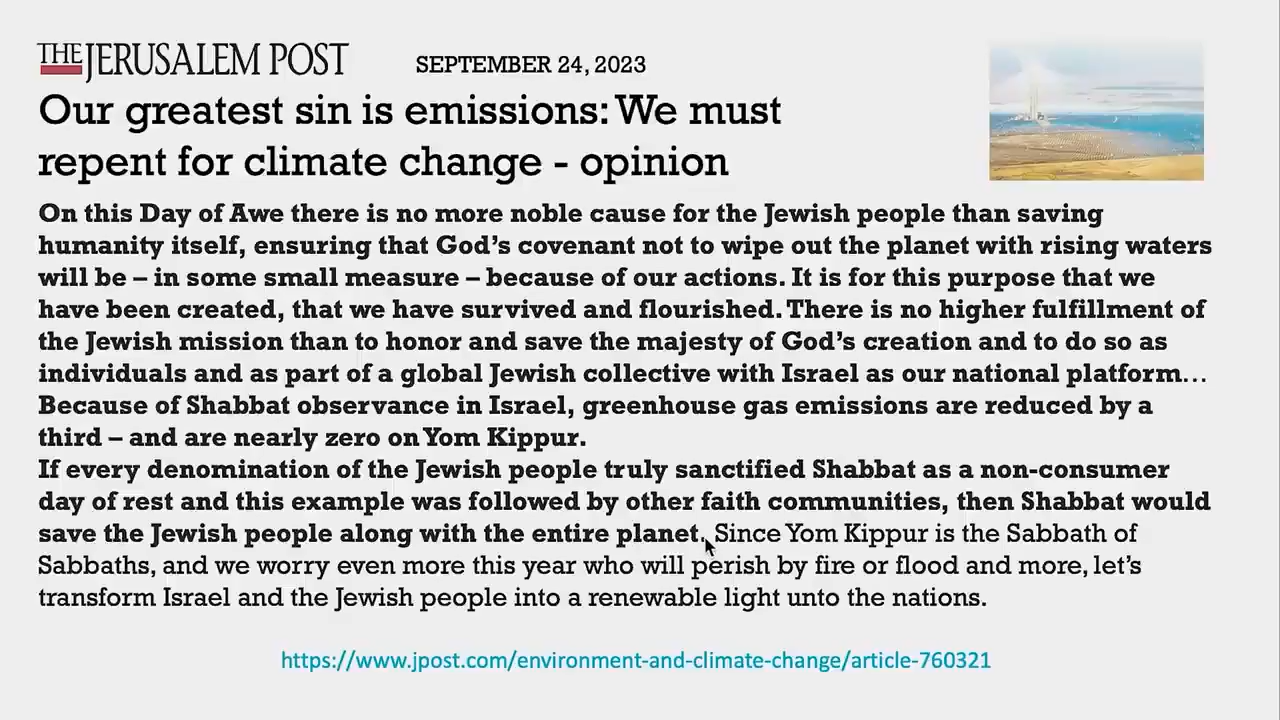 THE JERUSALEM POST
SEPTEMBER 24, 2023
Our greatest sin is emissions: We must
repent for climate change - opinion
On this Day of Awe there is no more noble cause for the Jewish people than saving
humanity itself, ensuring that God's covenant not to wipe out the planet with rising waters
will be – in some small measure – because of our actions. It is for this purpose that we
have been created, that we have survived and flourished. There is no higher fulfillment of
the Jewish mission than to honor and save the majesty of God's creation and to do so as
individuals and as part of a global Jewish collective with Israel as our national platform…
Because of Shabbat observance in Israel, greenhouse gas emissions are reduced by a
third – and are nearly zero on Yom Kippur.
If every denomination of the Jewish people truly sanctified Shabbat as a non-consumer
day of rest and this example was followed by other faith communities, then Shabbat would
save the Jewish people along with the entire planet. Since Yom Kippur is the Sabbath of
Sabbaths, and we worry even more this year who will perish by fire or flood and more, let's
transform Israel and the Jewish people into a renewable light unto the nations.
https://www.jpost.com/environment-and-climate-change/article-760321